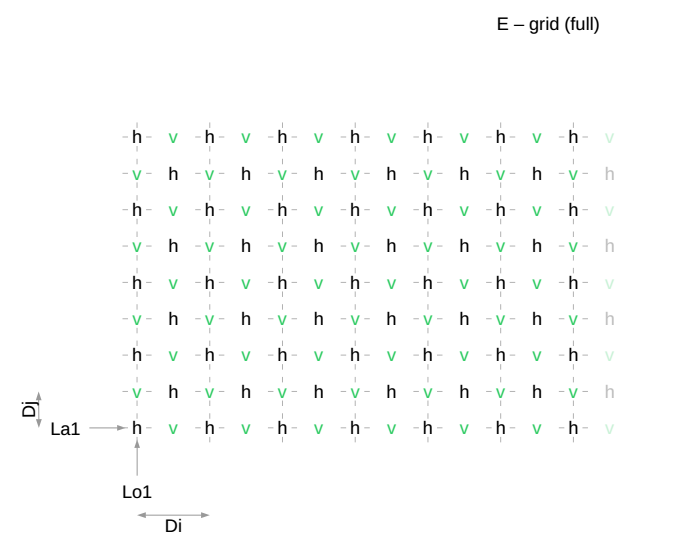 E – grid (full)
h v h v h v h v h v h v h v
v h v h v h v h v h v h v h
h v h v h v h v h v h v h v
v h v h v h v h v h v h v h
h v h v h v h v h v h v h v
v h v h v h v h v h v h v h
h v h v h v h v h v h v h v
v h v h v h v h v h v h v h
Dj
La1 h v h v h v h v h v h v h v
Lo1
Di